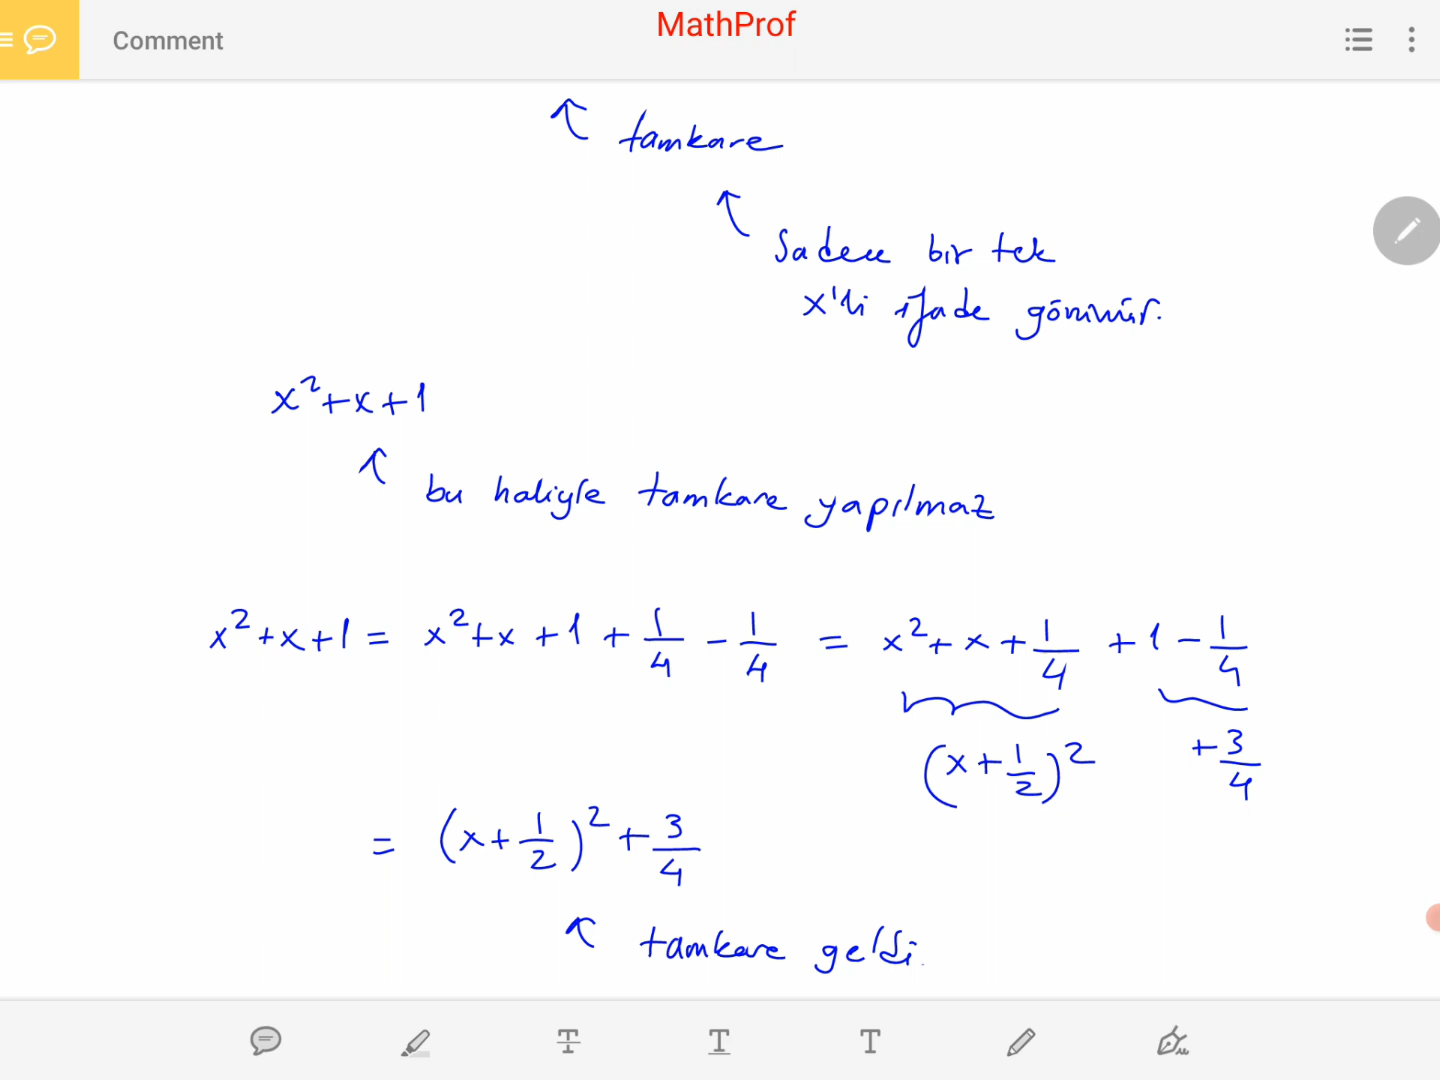 MathProf
Comment
tamkare
Sadece bir tek
x'li ifade görünür.
x²+x+1
bu haliyle tamkare yapılmaz
x²+x+1 = x²+x+1+1/4-1/4 = x²+x+1/4+1-1/4
(x+1/2)² +3/4
= (x+1/2)²+3/4
tamkare geldi.